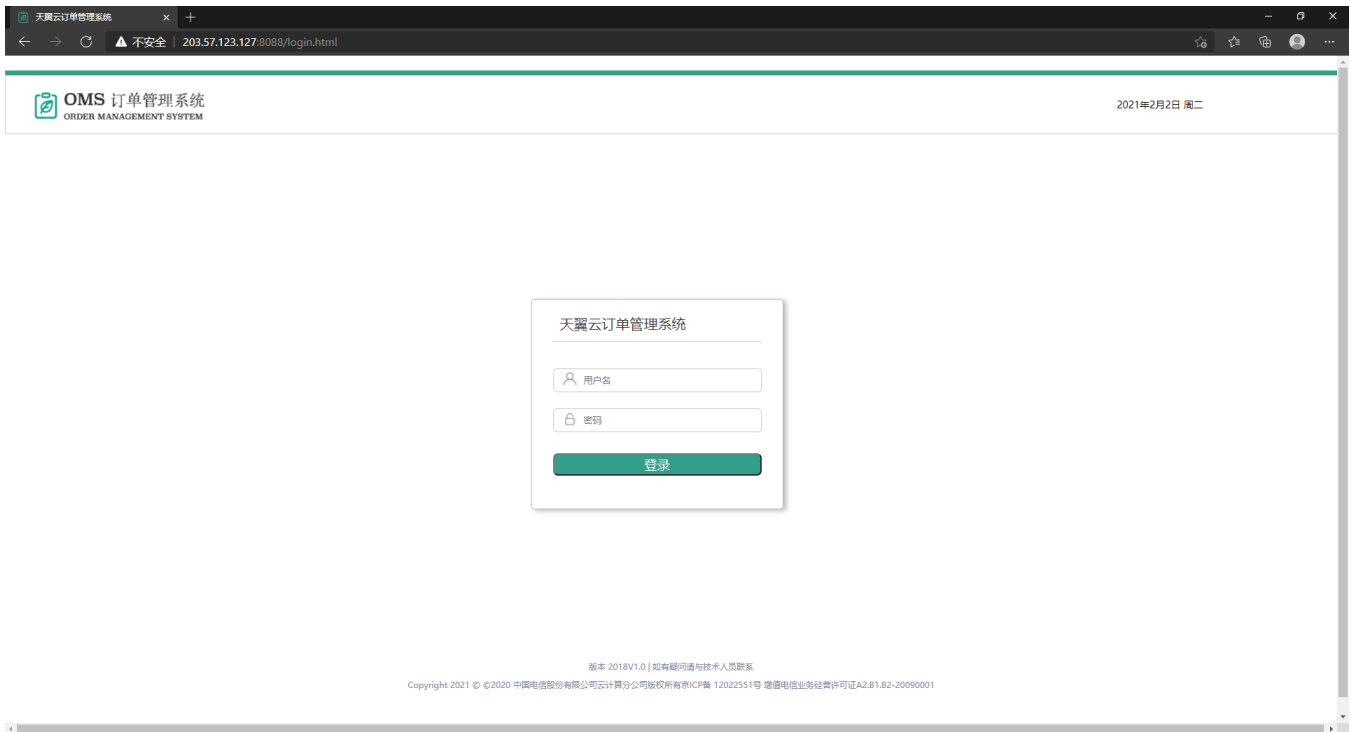 天翼云订单管理系统
不安全 | 203.57.123.127:8088/login.html
OMS 订单管理系统
ORDER MANAGEMENT SYSTEM
2021年2月2日 周二
天翼云订单管理系统
用户名
密码
登录
版本 2018V1.0 | 如有疑问请与技术人员联系
Copyright 2021 © ©2020 中国电信股份有限公司云计算分公司版权所有京ICP备 12022551号 增值电信业务经营许可证A2.B1.B2-20090001